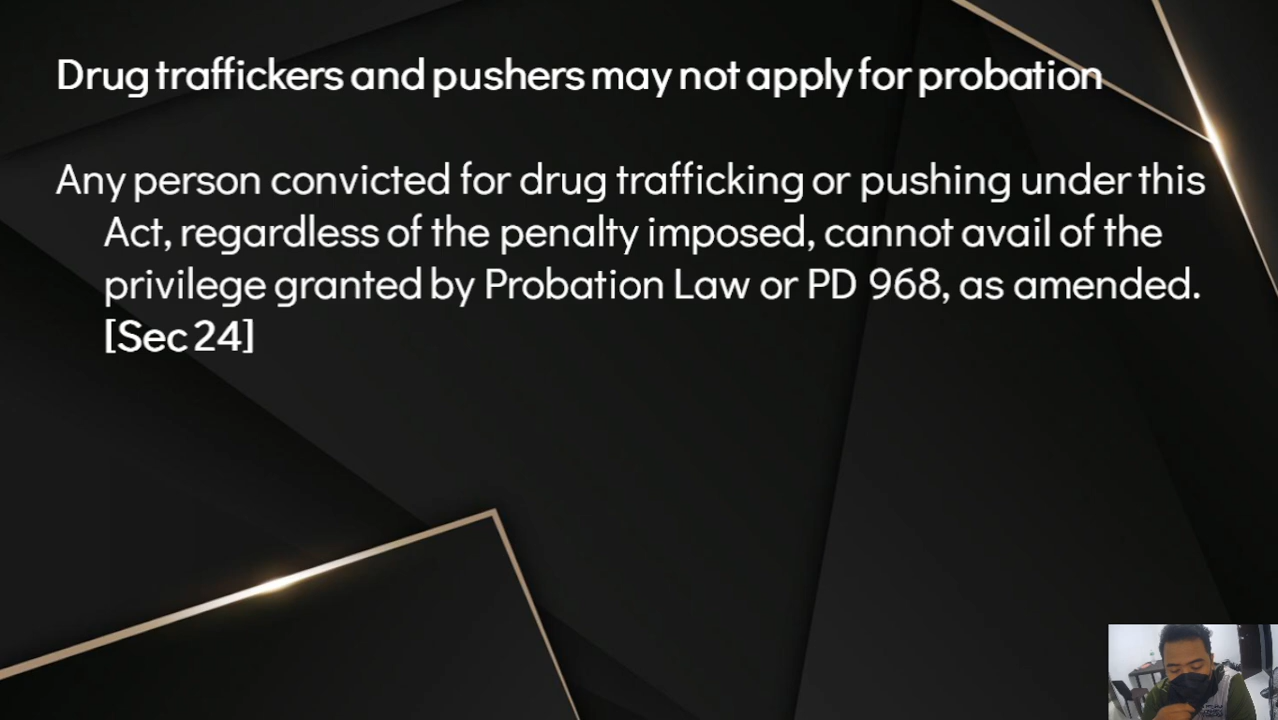 Drug traffickers and pushers may not apply for probation
Any person convicted for drug trafficking or pushing under this
Act, regardless of the penalty imposed, cannot avail of the
privilege granted by Probation Law or PD 968, as amended.
[Sec 24]